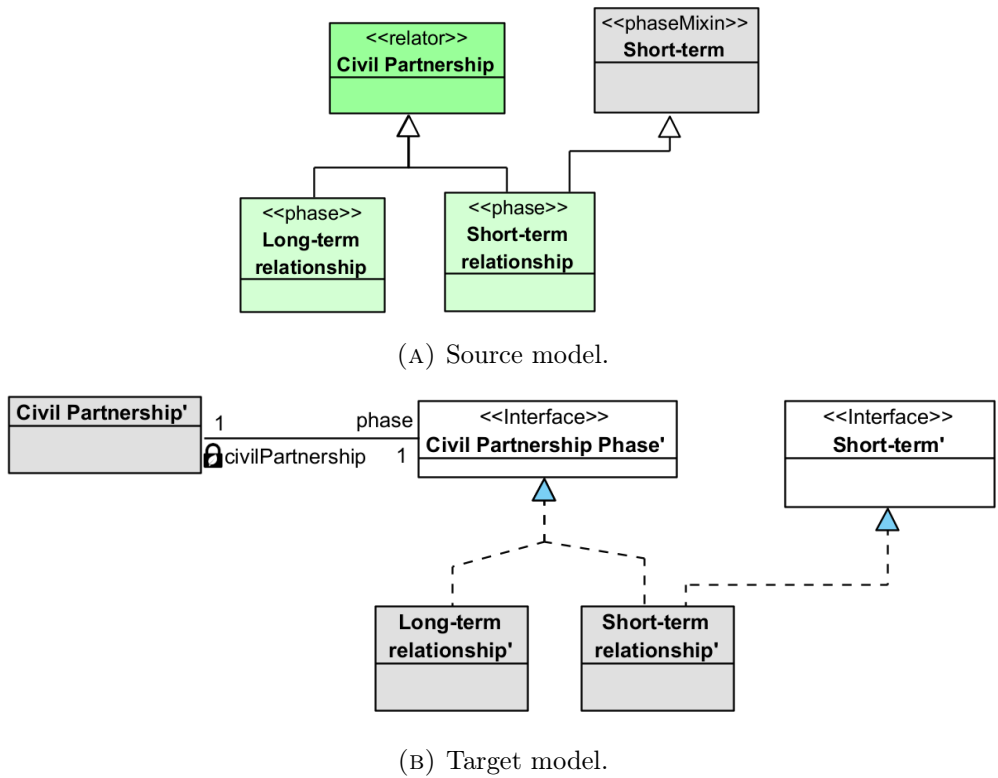 <<relator>>
Civil Partnership
<<phaseMixin>>
Short-term
<<phase>>
Long-term
relationship
<<phase>>
Short-term
relationship
(A) Source model.
Civil Partnership'
1
phase
civilPartnership
1
<<Interface>>
Civil Partnership Phase'
<<Interface>>
Short-term'
Long-term
relationship'
Short-term
relationship'
(B) Target model.